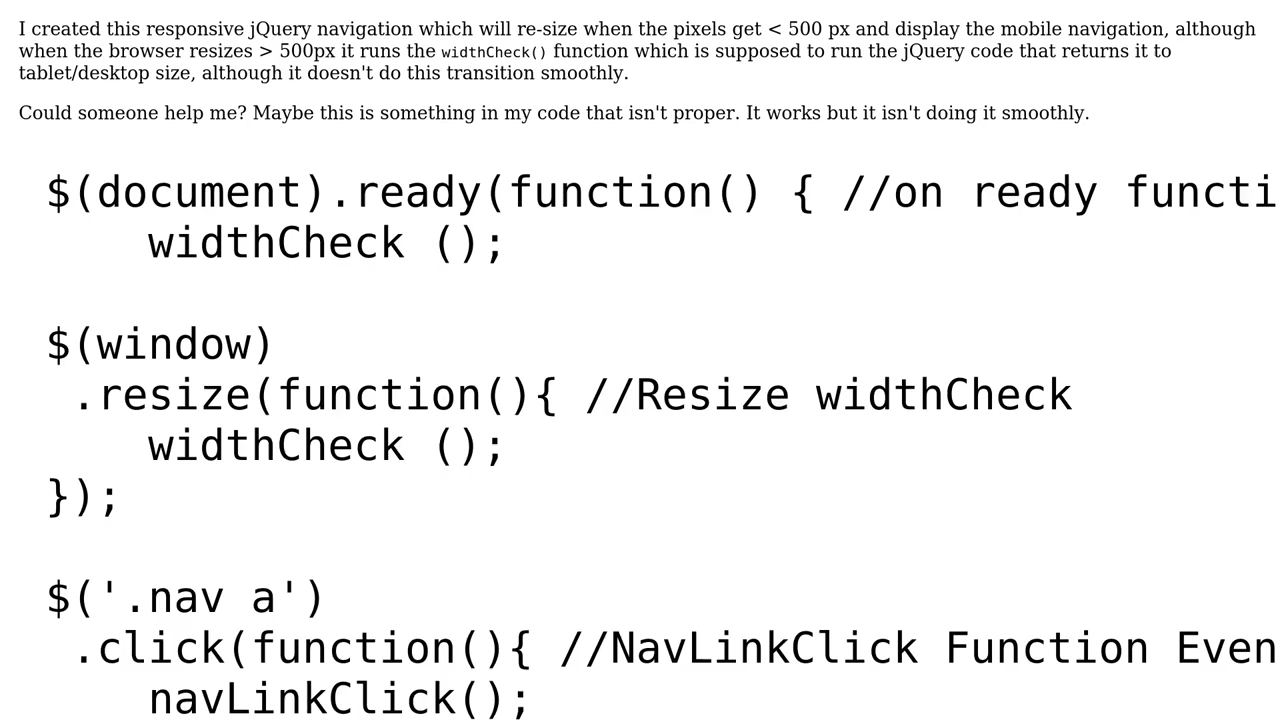 I created this responsive jQuery navigation which will re-size when the pixels get < 500 px and display the mobile navigation, although
when the browser resizes > 500px it runs the widthCheck() function which is supposed to run the jQuery code that returns it to
tablet/desktop size, although it doesn't do this transition smoothly.
Could someone help me? Maybe this is something in my code that isn't proper. It works but it isn't doing it smoothly.
$(document).ready(function() { //on ready functi
widthCheck ();
$(window)
.resize(function(){ //Resize widthCheck
widthCheck ();
});
$('.nav a')
.click(function(){ //NavLinkClick Function Even
navLinkClick();